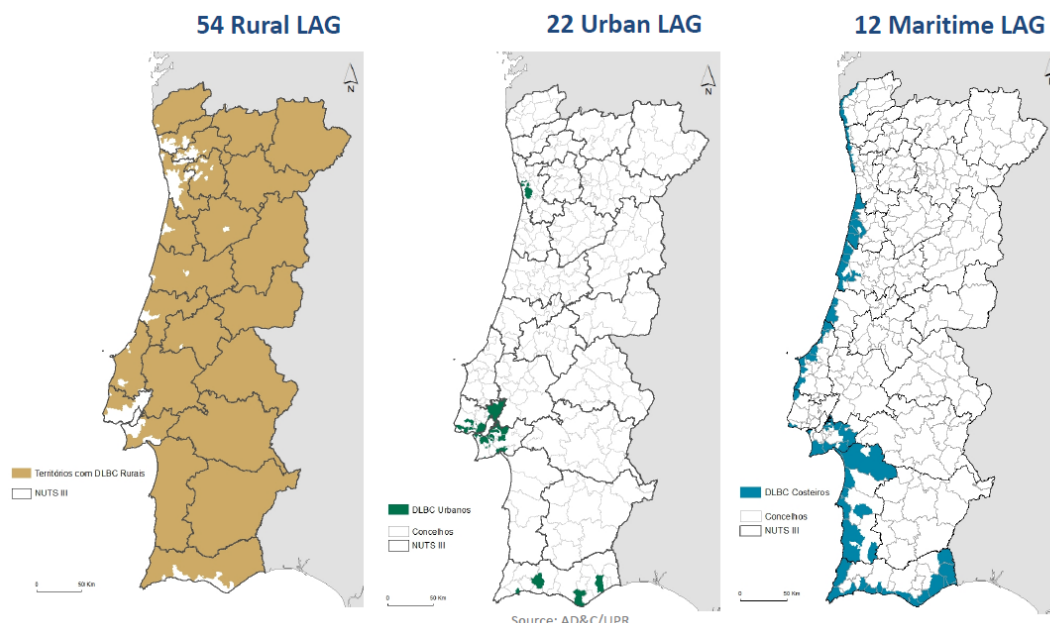 54 Rural LAG
22 Urban LAG
12 Maritime LAG
N
N
N
Territórios com DLBC Rurais
NUTS III
0 50 Km
DLBC Urbanos
Concelhos
NUTS III
0 50 Km
DLBC Costeiros
Concelhos
NUTS III
0 50 Km
Source: AD&C/UPR